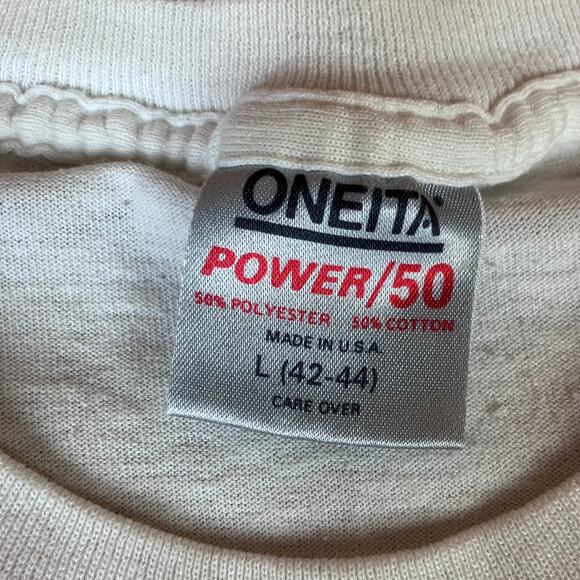 ONEITA
POWER/50
50% POLYESTER 50% COTTON
MADE IN U.S.A.
L (42-44)
CARE OVER